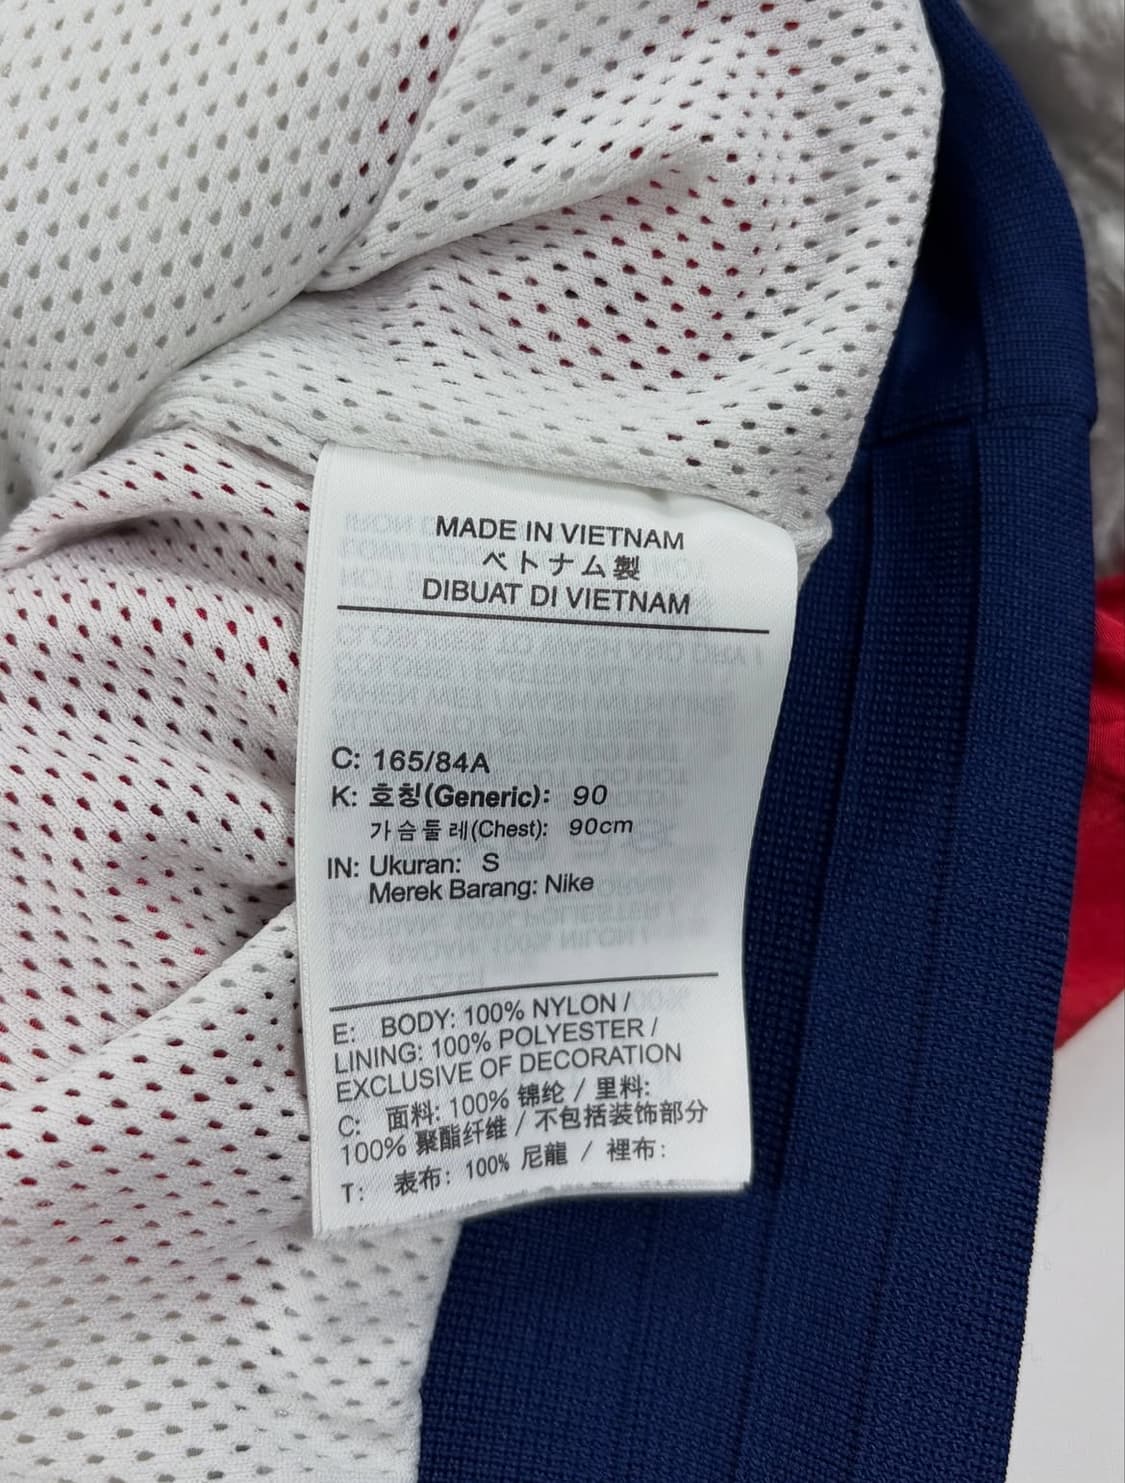 MADE IN VIETNAM
ベトナム製
DIBUAT DI VIETNAM
C: 165/84A
K: 호칭(Generic): 90
가슴둘레(Chest): 90cm
IN: Ukuran: S
Merek Barang: Nike
E: BODY: 100% NYLON /
LINING: 100% POLYESTER /
EXCLUSIVE OF DECORATION
C: 面料: 100% 锦纶 / 里料:
100% 聚酯纤维 / 不包括装饰部分
T: 表布: 100% 尼龍 / 裡布: